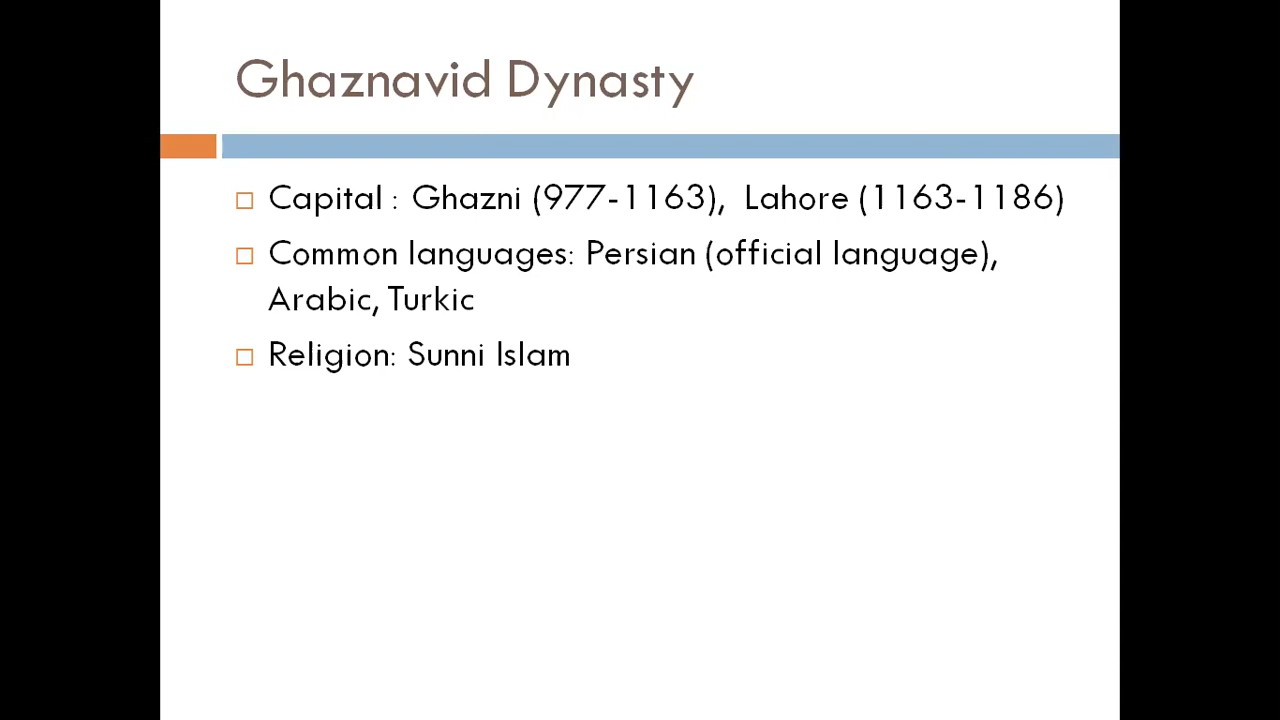 Ghaznavid Dynasty
Capital : Ghazni (977-1163), Lahore (1163-1186)
Common languages: Persian (official language),
Arabic, Turkic
Religion: Sunni Islam